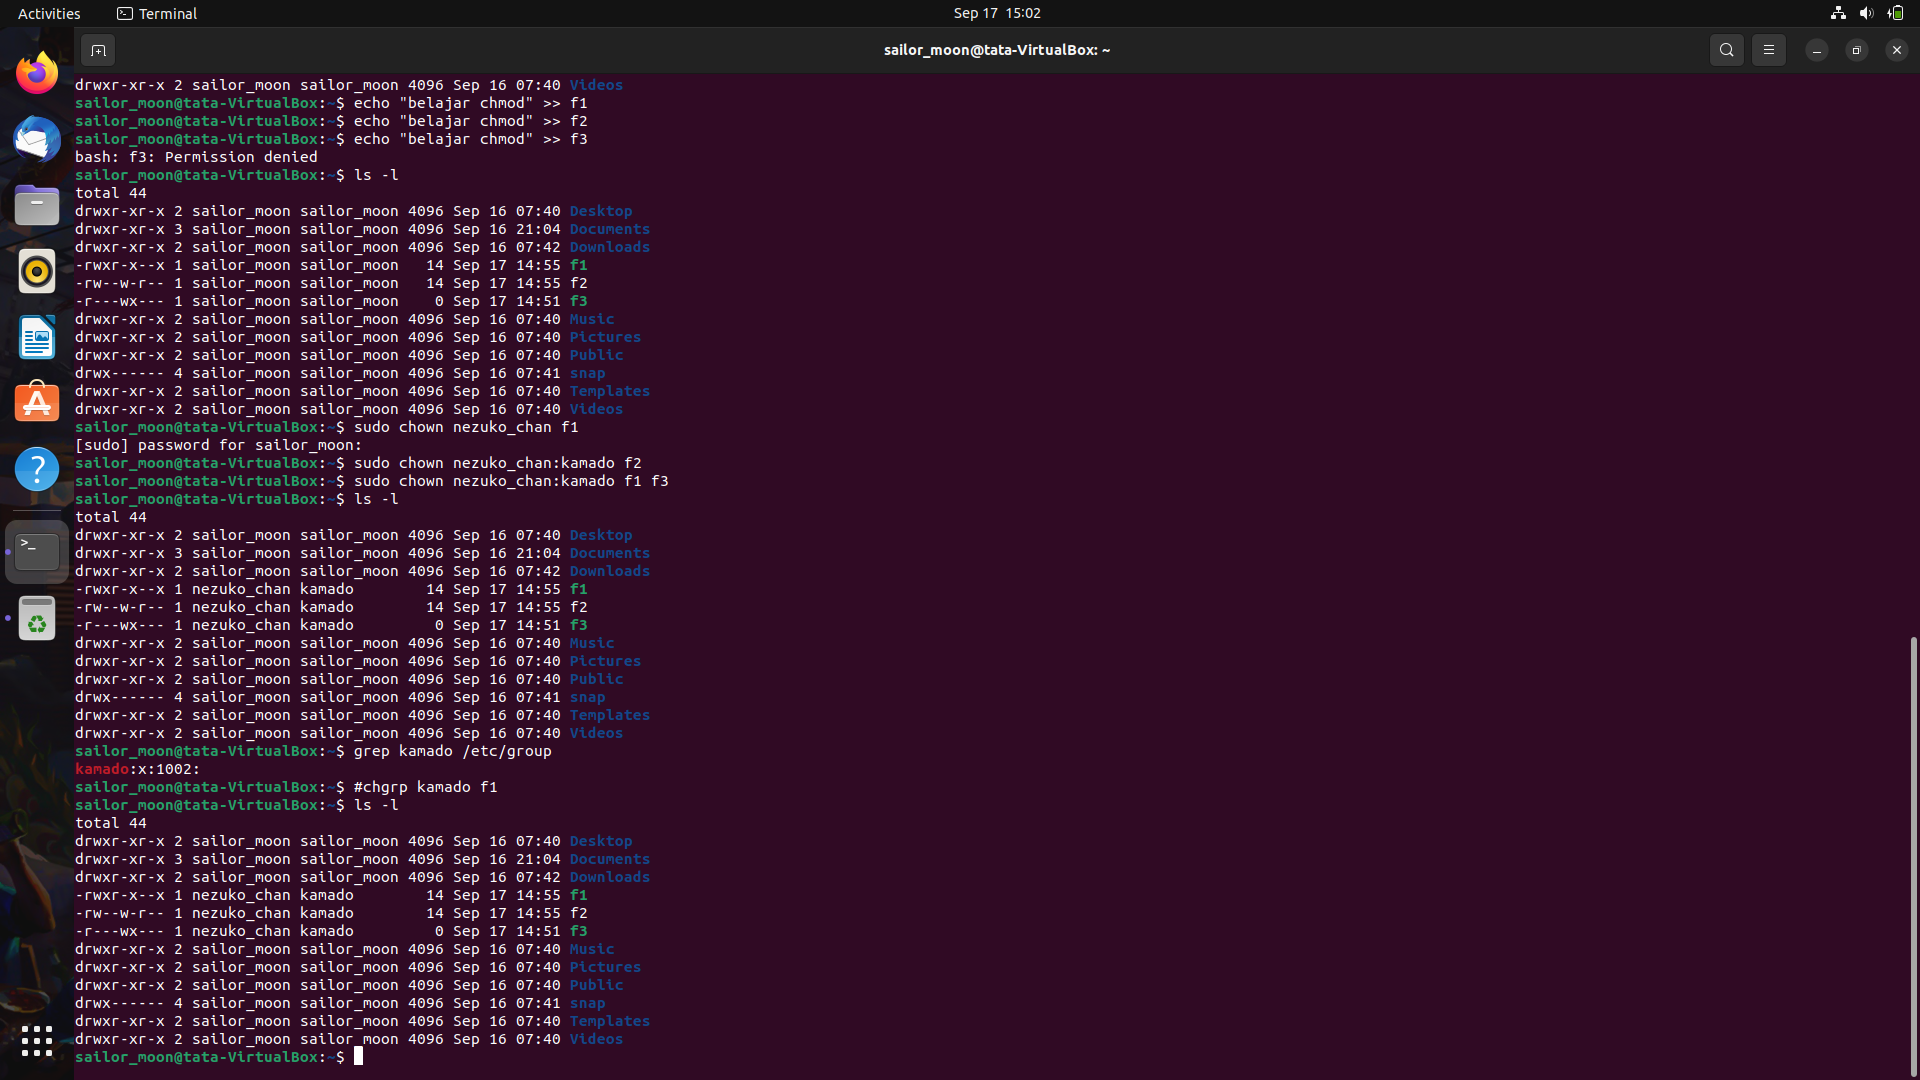 Activities
Terminal
Sep 17 15:02
sailor_moon@tata-VirtualBox: ~
drwxr-xr-x 2 sailor_moon sailor_moon 4096 Sep 16 07:40 Videos
sailor_moon@tata-VirtualBox:~$ echo "belajar chmod" >> f1
sailor_moon@tata-VirtualBox:~$ echo "belajar chmod" >> f2
sailor_moon@tata-VirtualBox:~$ echo "belajar chmod" >> f3
bash: f3: Permission denied
sailor_moon@tata-VirtualBox:~$ ls -l
total 44
drwxr-xr-x 2 sailor_moon sailor_moon 4096 Sep 16 07:40 Desktop
drwxr-xr-x 3 sailor_moon sailor_moon 4096 Sep 16 21:04 Documents
drwxr-xr-x 2 sailor_moon sailor_moon 4096 Sep 16 07:42 Downloads
-rwxr-x--x 1 sailor_moon sailor_moon   14 Sep 17 14:55 f1
-rw--w-r-- 1 sailor_moon sailor_moon   14 Sep 17 14:55 f2
-r---wx--- 1 sailor_moon sailor_moon    0 Sep 17 14:51 f3
drwxr-xr-x 2 sailor_moon sailor_moon 4096 Sep 16 07:40 Music
drwxr-xr-x 2 sailor_moon sailor_moon 4096 Sep 16 07:40 Pictures
drwxr-xr-x 2 sailor_moon sailor_moon 4096 Sep 16 07:40 Public
drwx------ 4 sailor_moon sailor_moon 4096 Sep 16 07:41 snap
drwxr-xr-x 2 sailor_moon sailor_moon 4096 Sep 16 07:40 Templates
drwxr-xr-x 2 sailor_moon sailor_moon 4096 Sep 16 07:40 Videos
sailor_moon@tata-VirtualBox:~$ sudo chown nezuko_chan f1
[sudo] password for sailor_moon:
sailor_moon@tata-VirtualBox:~$ sudo chown nezuko_chan:kamado f2
sailor_moon@tata-VirtualBox:~$ sudo chown nezuko_chan:kamado f1 f3
sailor_moon@tata-VirtualBox:~$ ls -l
total 44
drwxr-xr-x 2 sailor_moon sailor_moon 4096 Sep 16 07:40 Desktop
drwxr-xr-x 3 sailor_moon sailor_moon 4096 Sep 16 21:04 Documents
drwxr-xr-x 2 sailor_moon sailor_moon 4096 Sep 16 07:42 Downloads
-rwxr-x--x 1 nezuko_chan kamado        14 Sep 17 14:55 f1
-rw--w-r-- 1 nezuko_chan kamado        14 Sep 17 14:55 f2
-r---wx--- 1 nezuko_chan kamado         0 Sep 17 14:51 f3
drwxr-xr-x 2 sailor_moon sailor_moon 4096 Sep 16 07:40 Music
drwxr-xr-x 2 sailor_moon sailor_moon 4096 Sep 16 07:40 Pictures
drwxr-xr-x 2 sailor_moon sailor_moon 4096 Sep 16 07:40 Public
drwx------ 4 sailor_moon sailor_moon 4096 Sep 16 07:41 snap
drwxr-xr-x 2 sailor_moon sailor_moon 4096 Sep 16 07:40 Templates
drwxr-xr-x 2 sailor_moon sailor_moon 4096 Sep 16 07:40 Videos
sailor_moon@tata-VirtualBox:~$ grep kamado /etc/group
kamado:x:1002:
sailor_moon@tata-VirtualBox:~$ #chgrp kamado f1
sailor_moon@tata-VirtualBox:~$ ls -l
total 44
drwxr-xr-x 2 sailor_moon sailor_moon 4096 Sep 16 07:40 Desktop
drwxr-xr-x 3 sailor_moon sailor_moon 4096 Sep 16 21:04 Documents
drwxr-xr-x 2 sailor_moon sailor_moon 4096 Sep 16 07:42 Downloads
-rwxr-x--x 1 nezuko_chan kamado        14 Sep 17 14:55 f1
-rw--w-r-- 1 nezuko_chan kamado        14 Sep 17 14:55 f2
-r---wx--- 1 nezuko_chan kamado         0 Sep 17 14:51 f3
drwxr-xr-x 2 sailor_moon sailor_moon 4096 Sep 16 07:40 Music
drwxr-xr-x 2 sailor_moon sailor_moon 4096 Sep 16 07:40 Pictures
drwxr-xr-x 2 sailor_moon sailor_moon 4096 Sep 16 07:40 Public
drwx------ 4 sailor_moon sailor_moon 4096 Sep 16 07:41 snap
drwxr-xr-x 2 sailor_moon sailor_moon 4096 Sep 16 07:40 Templates
drwxr-xr-x 2 sailor_moon sailor_moon 4096 Sep 16 07:40 Videos
sailor_moon@tata-VirtualBox:~$